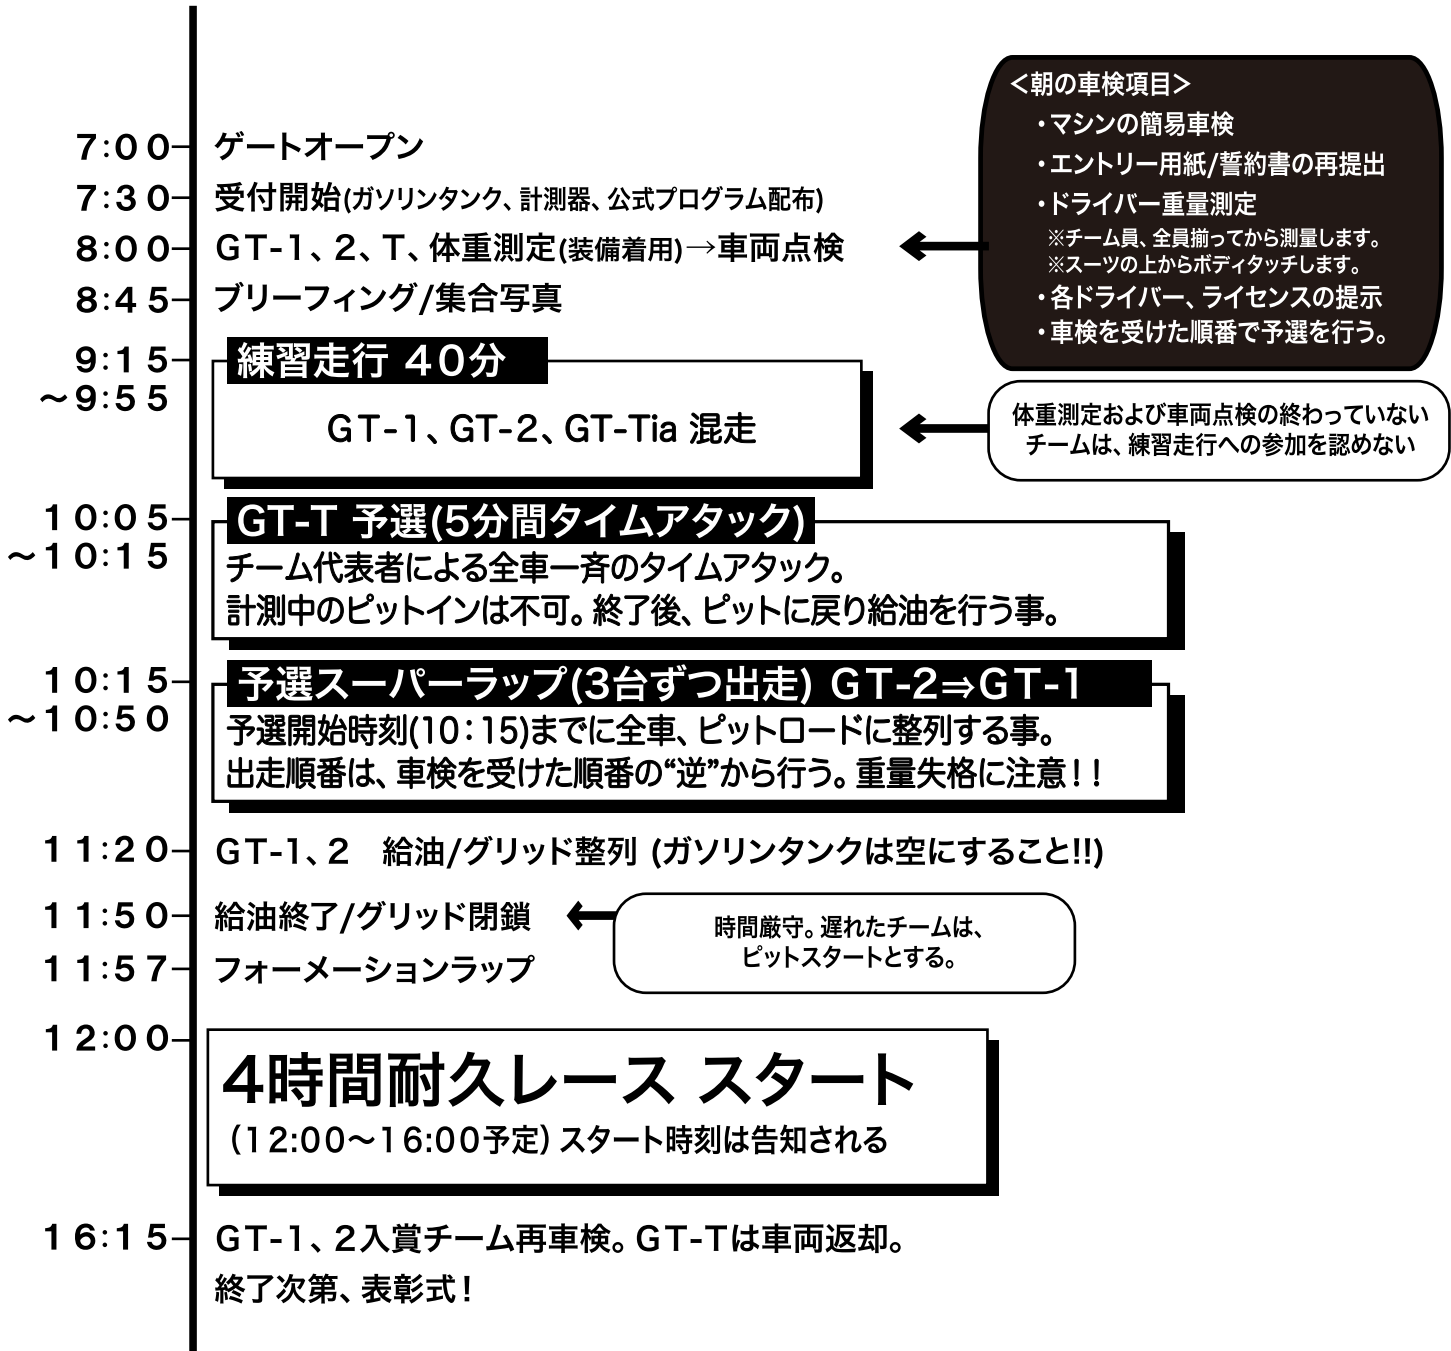 <朝の車検項目>
・マシンの簡易車検
・エントリー用紙/誓約書の再提出
・ドライバー重量測定
※チーム員、全員揃ってから測量します。
※スーツの上からボディタッチします。
・各ドライバー、ライセンスの提示
・車検を受けた順番で予選を行う。
7:00 ゲートオープン
7:30 受付開始(ガソリンタンク、計測器、公式プログラム配布)
8:00 GT-1、2、T、体重測定(装備着用)→車両点検
8:45 ブリーフィング/集合写真
9:15 練習走行 40分
～9:55
GT-1、GT-2、GT-Tia 混走
体重測定および車両点検の終わっていない
チームは、練習走行への参加を認めない
10:05 GT-T 予選(5分間タイムアタック)
～10:15
チーム代表者による全車一斉のタイムアタック。
計測中のピットインは不可。終了後、ピットに戻り給油を行う事。
10:15 予選スーパーラップ(3台ずつ出走) GT-2⇒GT-1
～10:50
予選開始時刻(10：15)までに全車、ピットロードに整列する事。
出走順番は、車検を受けた順番の“逆”から行う。重量失格に注意！！
11:20 GT-1、2 給油/グリッド整列 (ガソリンタンクは空にすること!!)
11:50 給油終了/グリッド閉鎖
時間厳守。遅れたチームは、
ピットスタートとする。
11:57 フォーメーションラップ
12:00 4時間耐久レース スタート
（12:00～16:00予定）スタート時刻は告知される
16:15 GT-1、2入賞チーム再車検。GT-Tは車両返却。
終了次第、表彰式！